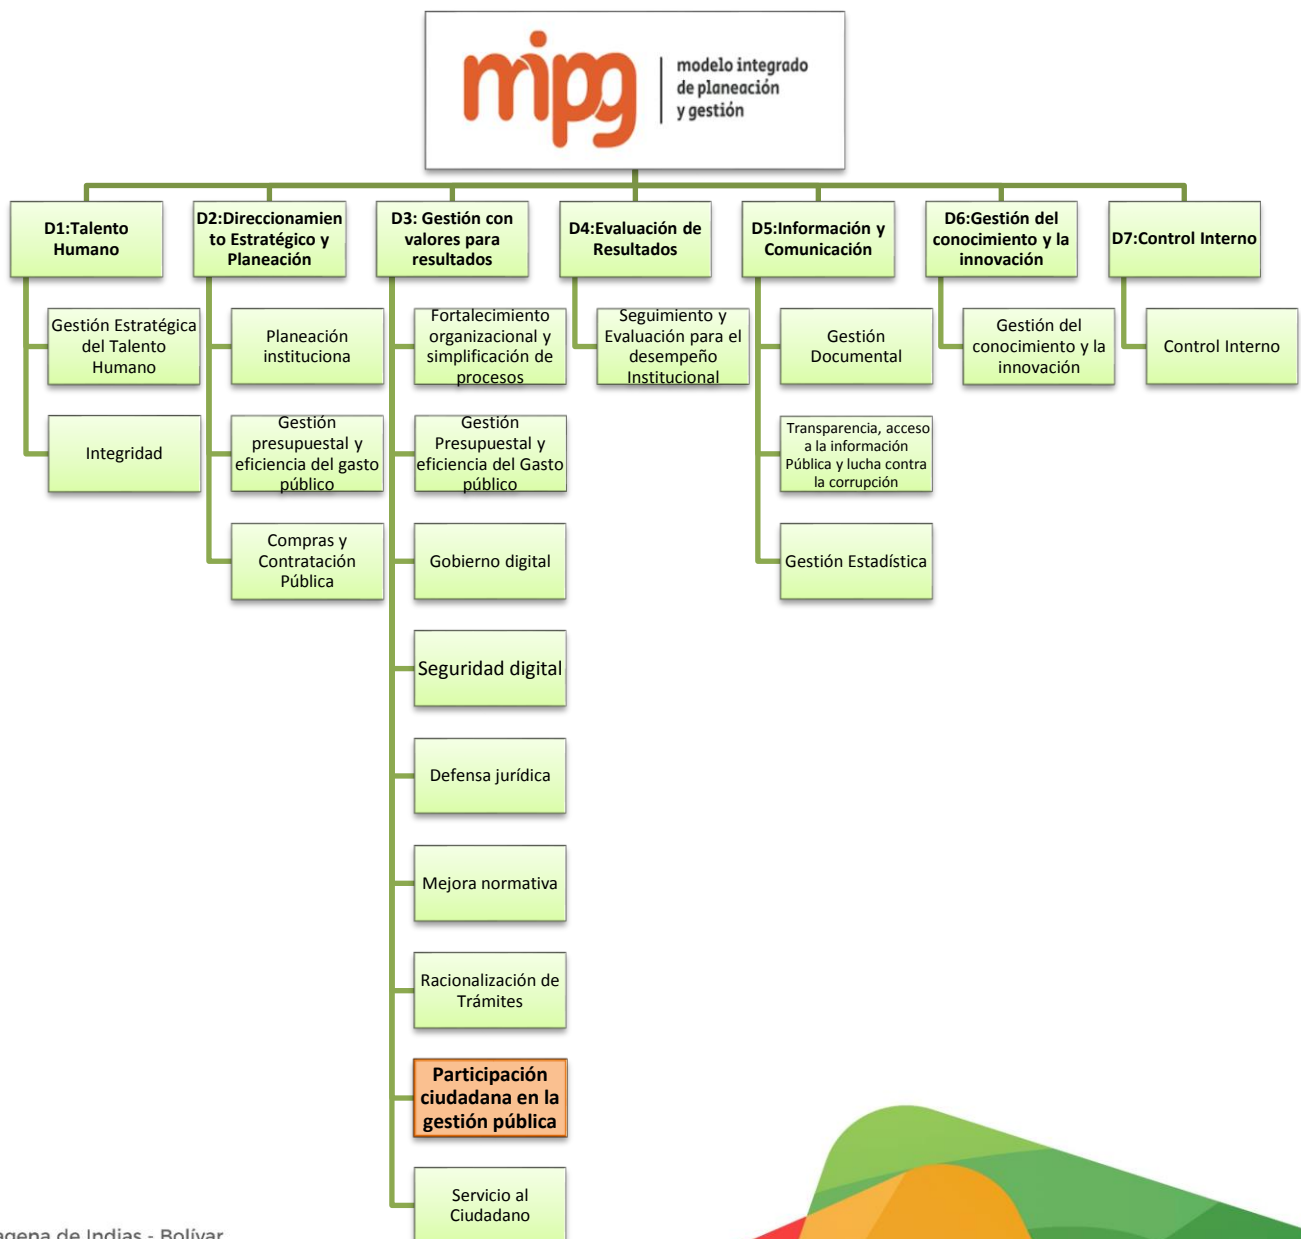 mipg
modelo integrado
de planeación
y gestión
D1:Talento
Humano
D2:Direccionamien
to Estratégico y
Planeación
D3: Gestión con
valores para
resultados
D4:Evaluación de
Resultados
D5:Información y
Comunicación
D6:Gestión del
conocimiento y la
innovación
D7:Control Interno
Gestión Estratégica
del Talento
Humano
Planeación
instituciona
Fortalecimiento
organizacional y
simplificación de
procesos
Seguimiento y
Evaluación para el
desempeño
Institucional
Gestión
Documental
Gestión del
conocimiento y la
innovación
Control Interno
Integridad
Gestión
presupuestal y
eficiencia del gasto
público
Gestión
Presupuestal y
eficiencia del Gasto
público
Transparencia, acceso
a la información
Pública y lucha contra
la corrupción
Compras y
Contratación
Pública
Gobierno digital
Gestión Estadística
Seguridad digital
Defensa jurídica
Mejora normativa
Racionalización de
Trámites
Participación
ciudadana en la
gestión pública
Servicio al
Ciudadano
de Indias - Bolívar